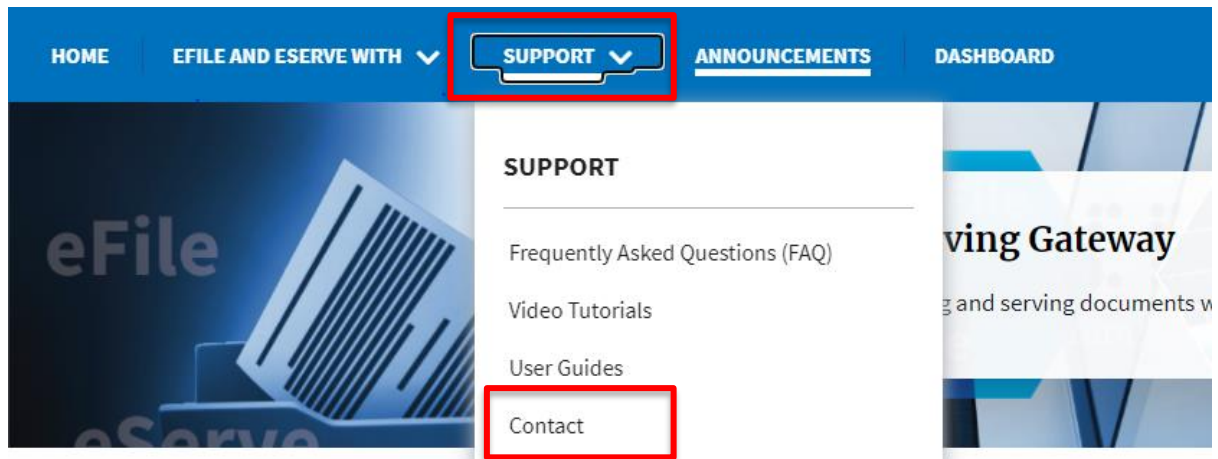 HOME EFILE AND ESERVE WITH SUPPORT ANNOUNCEMENTS DASHBOARD
SUPPORT
eFile
ving Gateway
Frequently Asked Questions (FAQ)
and serving documents
Video Tutorials
User Guides
Contact
eServe